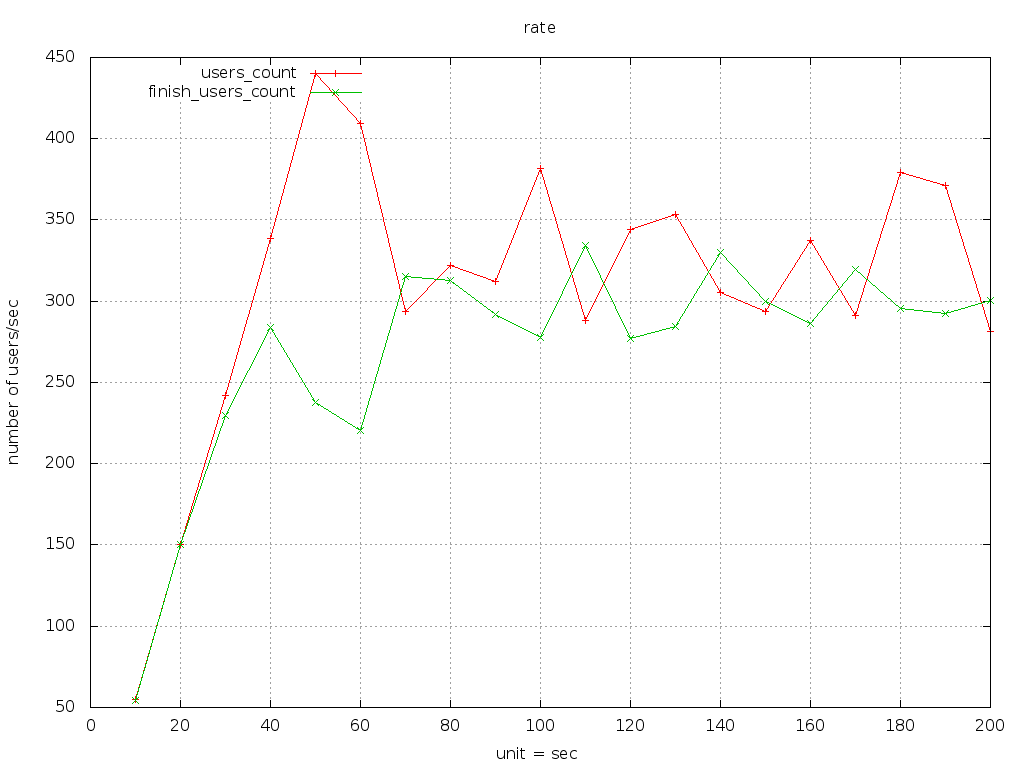 rate
users_count
finish_users_count
450
400
350
300
250
200
150
100
50
number of users/sec
0 20 40 60 80 100 120 140 160 180 200
unit = sec